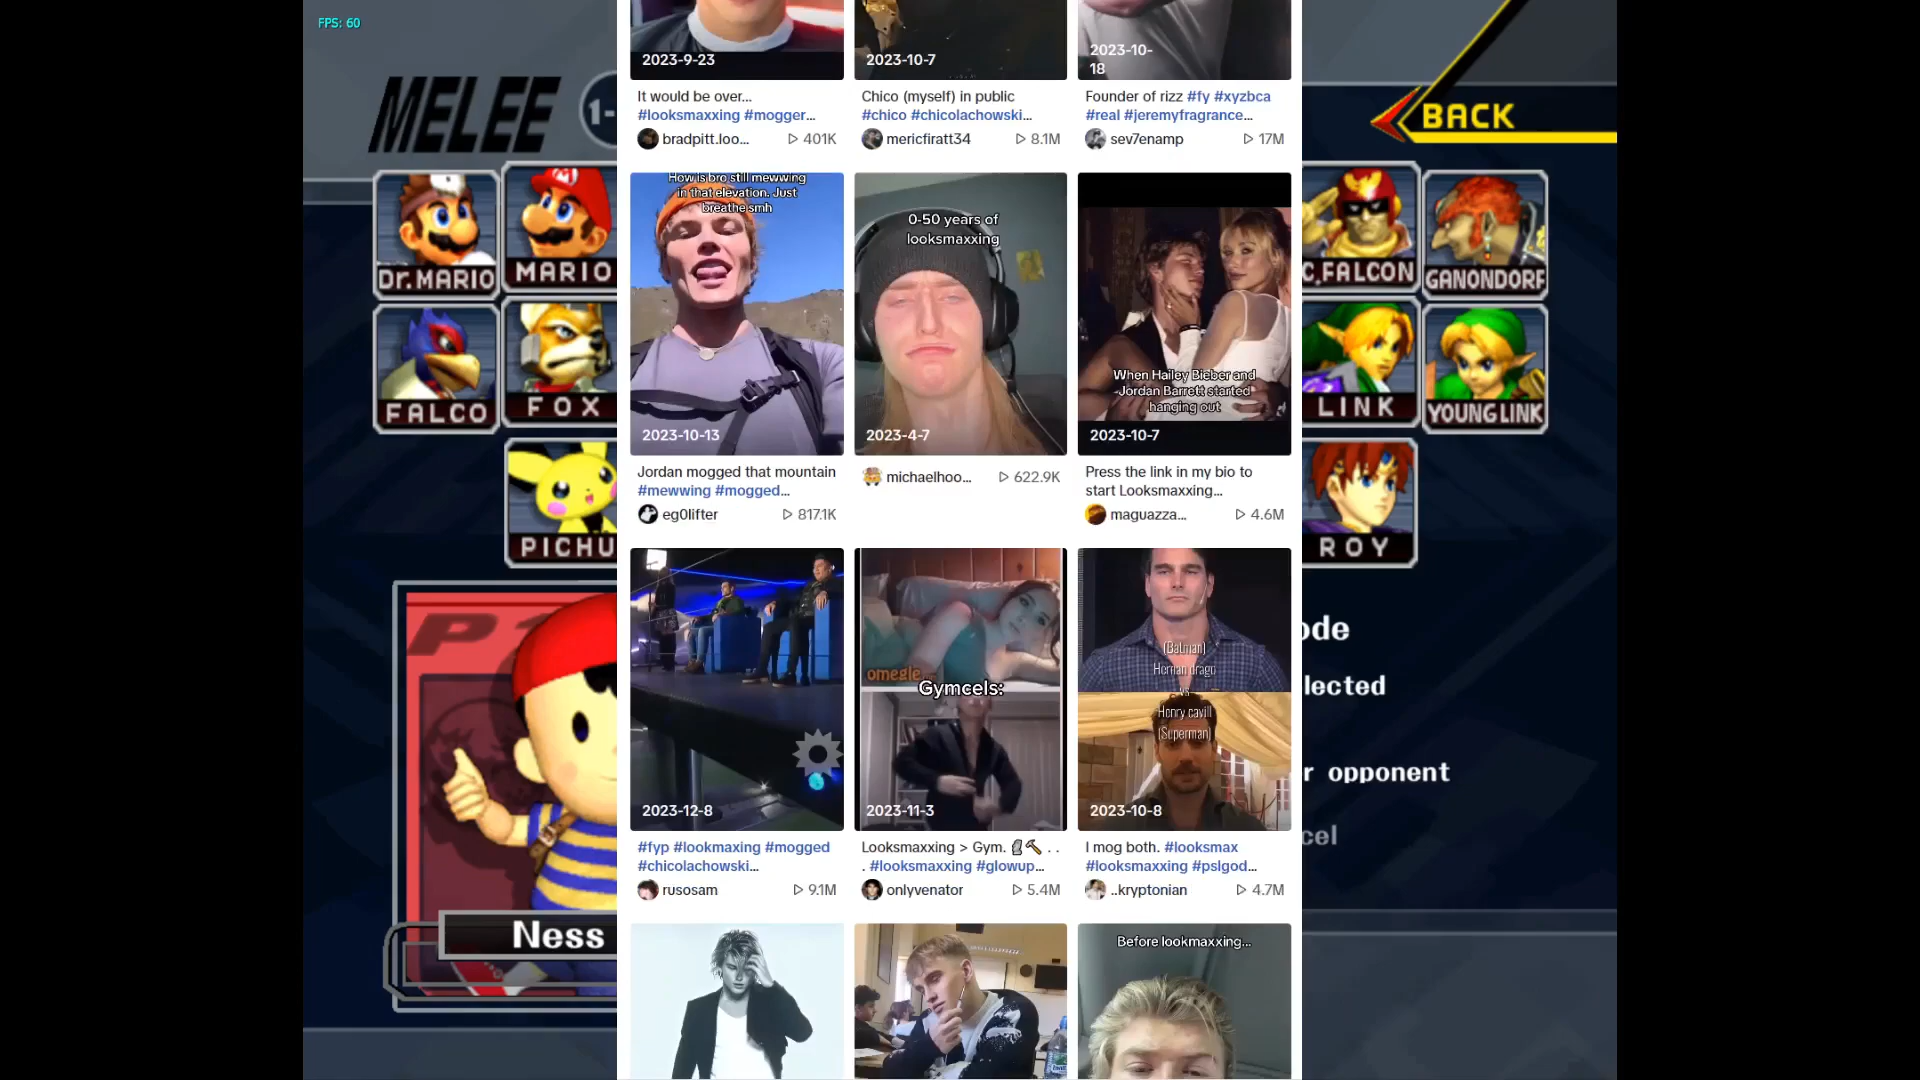 FPS: 60
MELEE
1-
BACK
Dr. MARIO
MARIO
C. FALCON
GANONDORF
FALCO
FOX
LINK
YOUNG LINK
PICHU
ROY
P1
Ness
ode
lected
r opponent
cel
2023-9-23
It would be over...
#looksmaxxing #mogger...
bradpitt.loo...
401K
2023-10-7
Chico (myself) in public
#chico #chicolachowski...
mericfiratt34
8.1M
2023-10-
18
Founder of rizz #fy #xyzbca
#real #jeremyfragrance...
sev7enamp
17M
How is bro still mewwing
in that elevation. Just
breathe smh
2023-10-13
Jordan mogged that mountain
#mewwing #mogged...
eg0lifter
817.1K
0-50 years of
looksmaxxing
2023-4-7
michaelhoo...
622.9K
When Hailey Bieber and
Jordan Barrett started
hanging out
2023-10-7
Press the link in my bio to
start Looksmaxxing...
maguazza...
4.6M
2023-12-8
#fyp #lookmaxing #mogged
#chicolachowski...
rusosam
9.1M
omegle
Gymcels:
2023-11-3
Looksmaxxing > Gym. 🗿🔨 . .
. #looksmaxxing #glowup...
onlyvenator
5.4M
(Batman)
Hernan drago
vs
Henry cavill
(Superman)
2023-10-8
I mog both. #looksmax
#looksmaxxing #pslgod...
..kryptonian
4.7M
Before lookmaxxing...